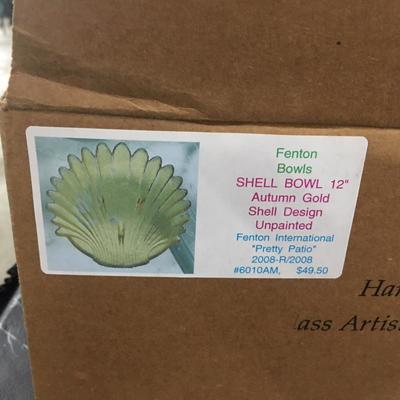 Fenton
Bowls
SHELL BOWL 12"
Autumn Gold
Shell Design
Unpainted
Fenton International
"Pretty Patio"
2008-R/2008
#6010AM, $49.50
Han
ass Artis